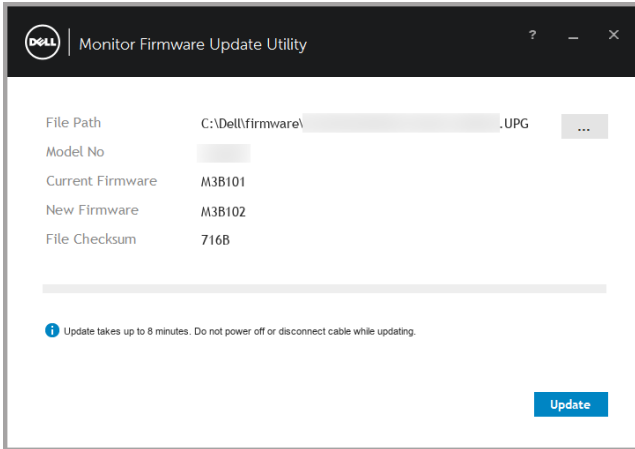 DELL Monitor Firmware Update Utility ? _ ×
File Path C:\Dell\firmware\ .UPG ...
Model No
Current Firmware M3B101
New Firmware M3B102
File Checksum 716B
i Update takes up to 8 minutes. Do not power off or disconnect cable while updating.
Update